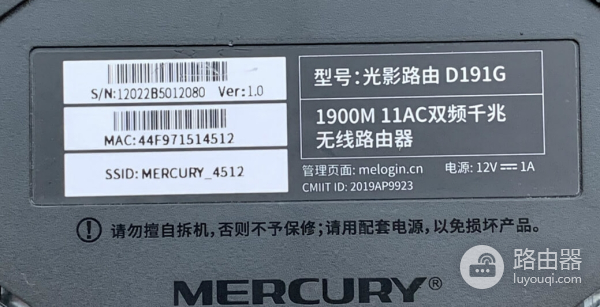 S/N:12022B5012080 Ver:1.0
MAC:44F971514512
SSID: MERCURY_4512
型号：光影路由 D191G
1900M 11AC双频千兆
无线路由器
管理页面: melogin.cn 电源: 12V⎓1A
CMIIT ID: 2019AP9923
请勿擅自拆机，否则不予保修；请用配套电源，以免损坏产品。
MERCURY®
路由器
luyouqi.com